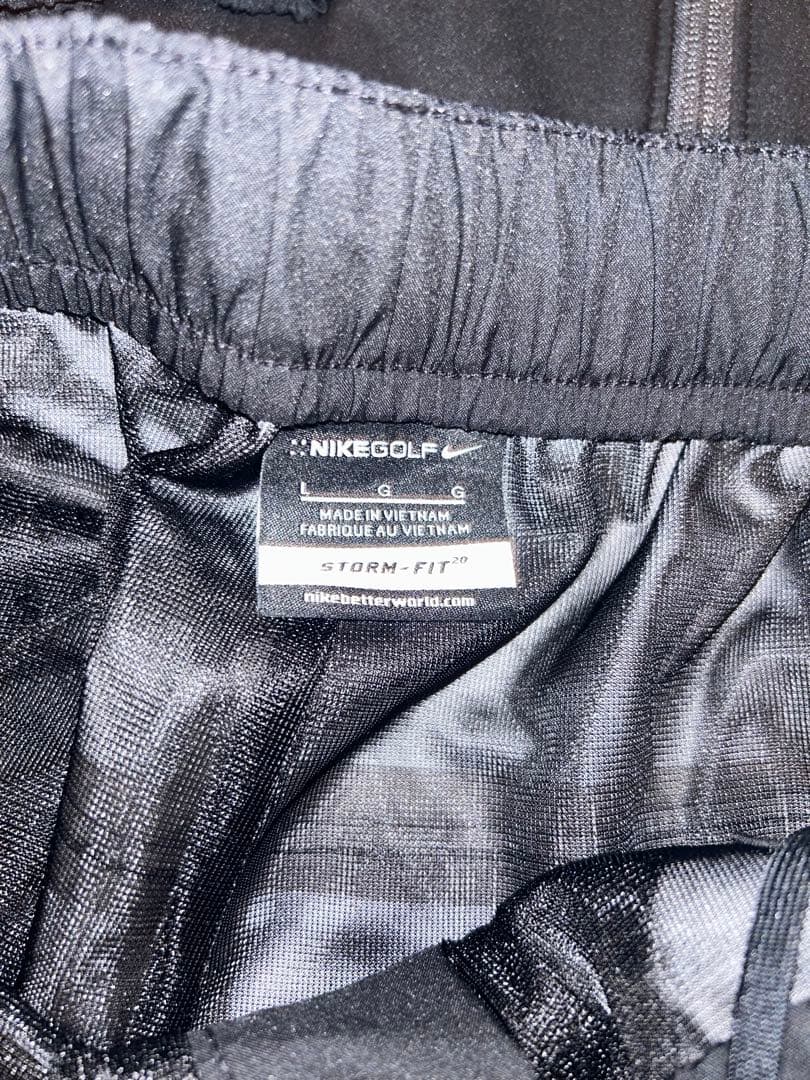 NIKEGOLF
L G G
MADE IN VIETNAM
FABRIQUE AU VIETNAM
STORM-FIT²⁰
nikebetterworld.com